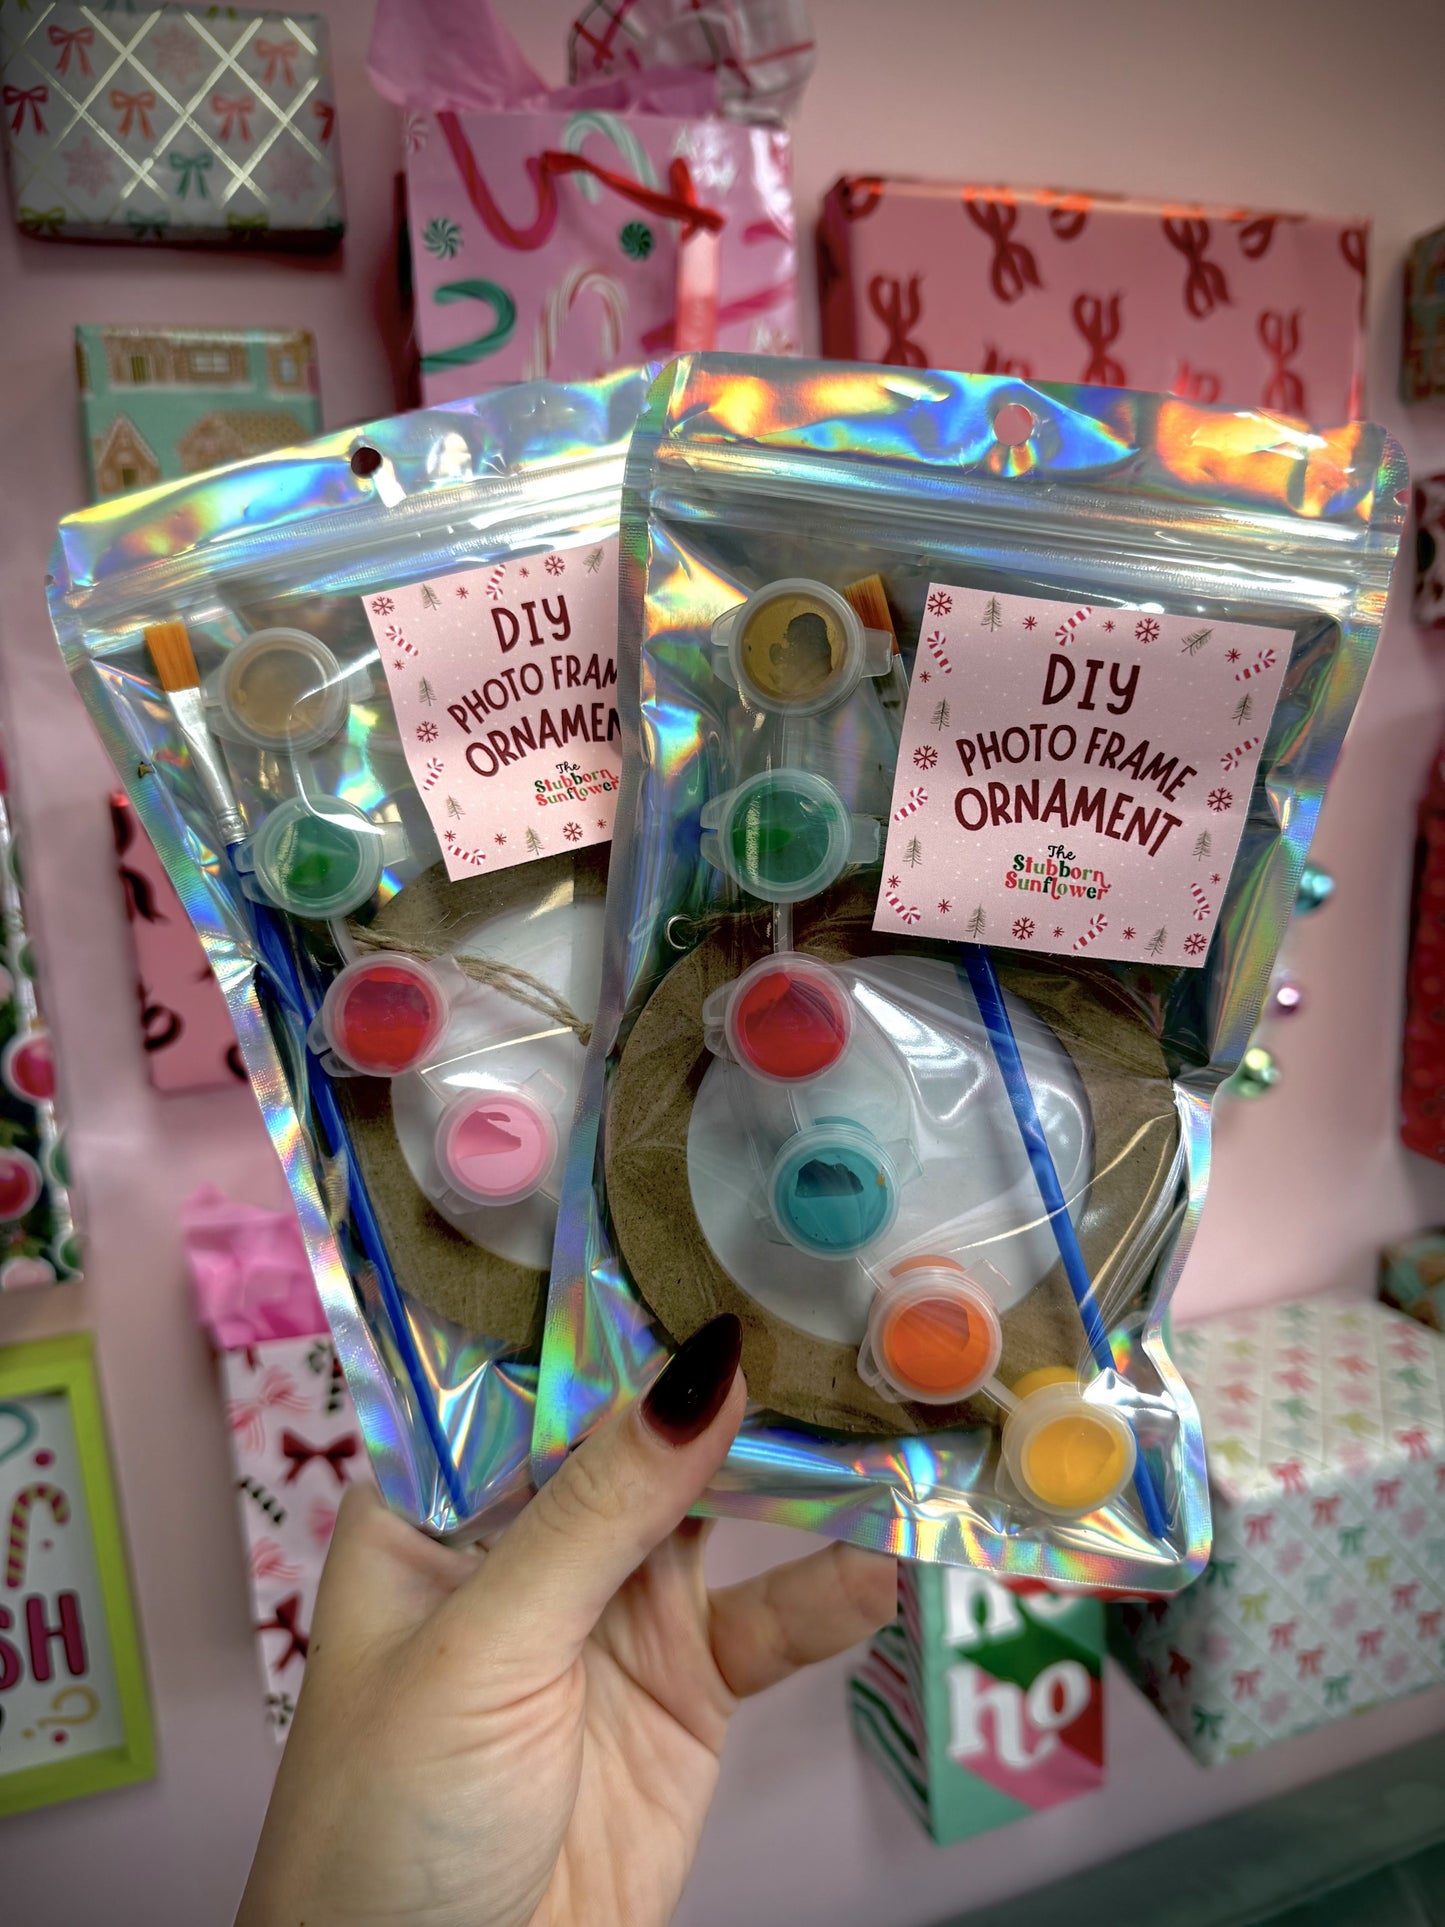 DIY
PHOTO FRAM
ORNAMEN
The
Stubborn
Sunflower
DIY
PHOTO FRAME
ORNAMENT
The
Stubborn
Sunflower
SH
ho
ho